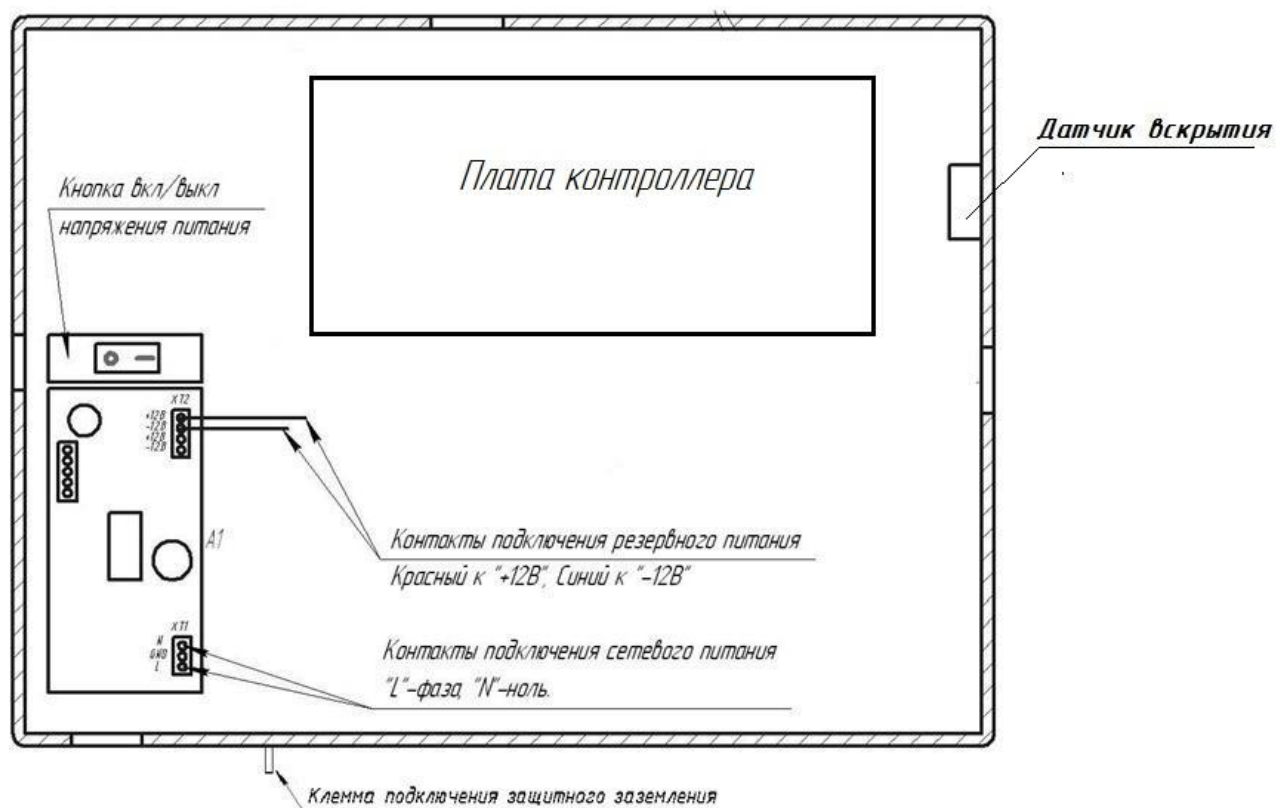 Датчик вскрытия
Плата контроллера
Кнопка вкл/выкл
напряжения питания
XT2
+12В
-12В
+12В
-12В
А1
Контакты подключения резервного питания
Красный к "+12В", Синий к "-12В"
XT1
N
GND
L
Контакты подключения сетевого питания
"L"-фаза, "N"-ноль.
Клемма подключения защитного заземления